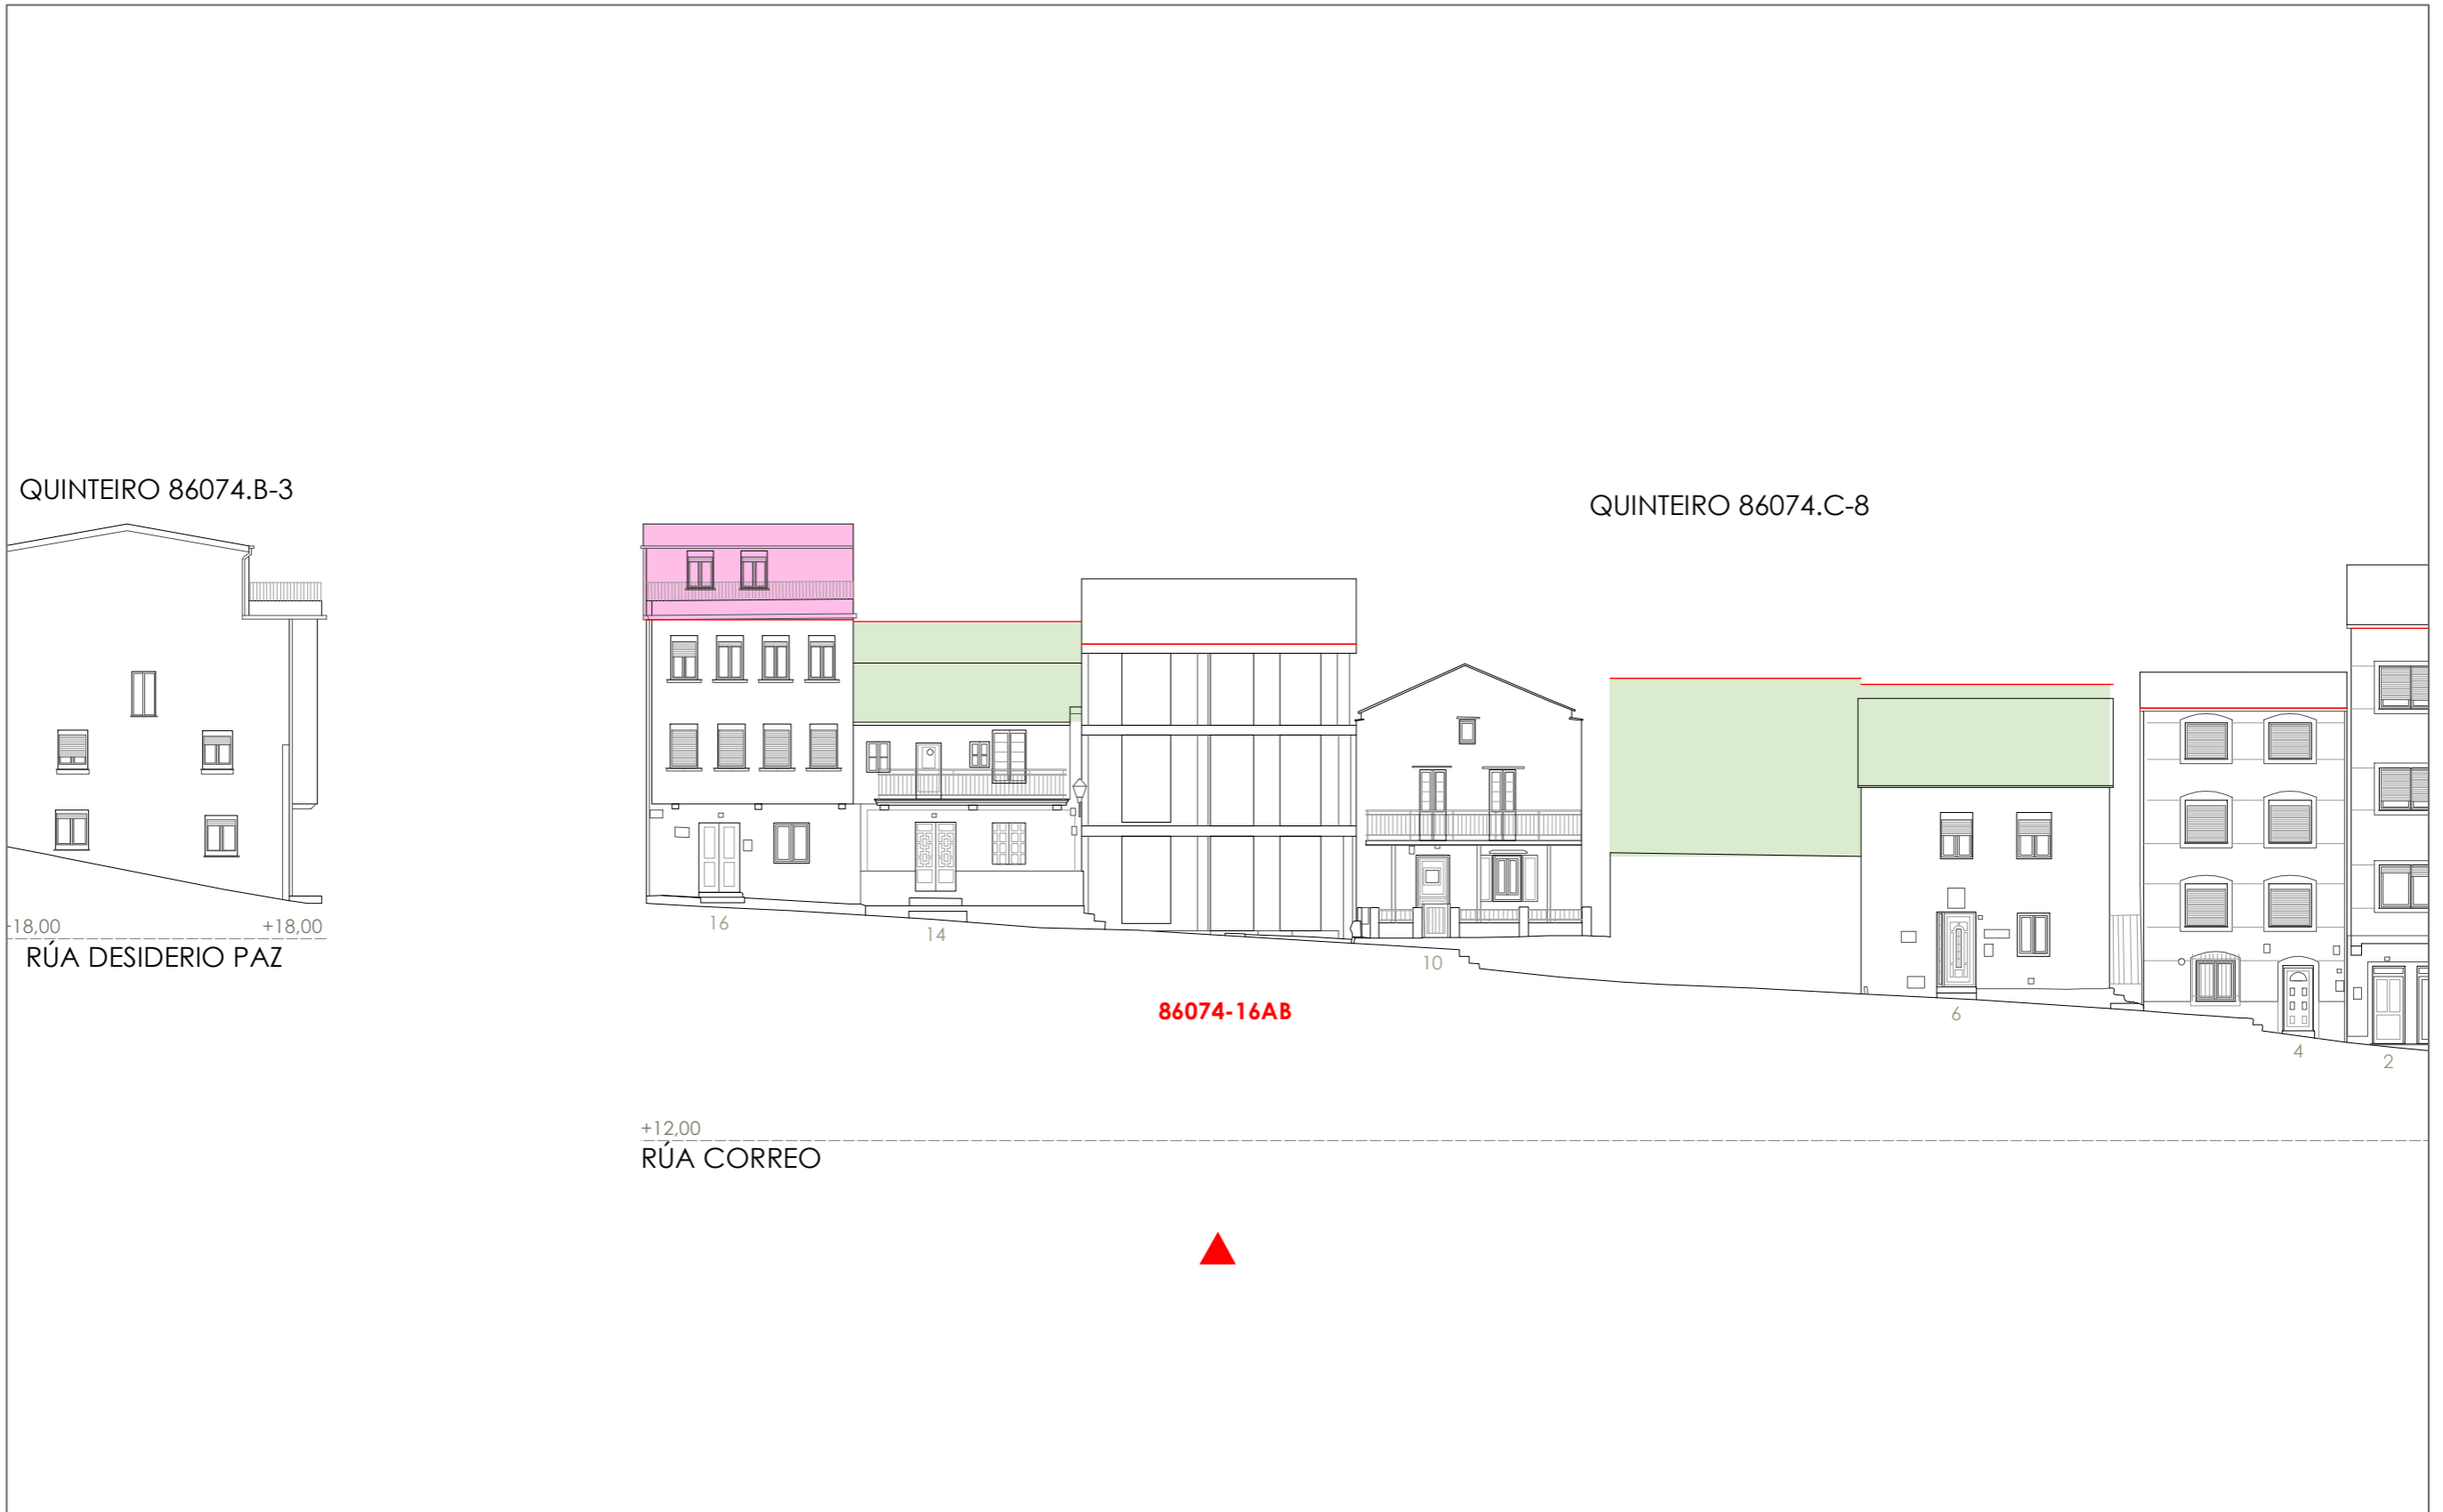 QUINTEIRO 86074.B-3
QUINTEIRO 86074.C-8
+18,00
+18,00
RÚA DESIDERIO PAZ
16
14
10
6
4
2
86074-16AB
+12,00
RÚA CORREO